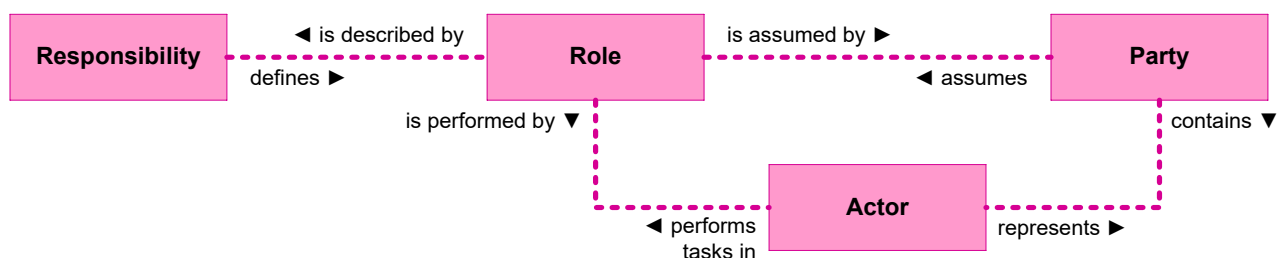 ◄ is described by
is assumed by ►
Responsibility
Role
Party
defines ►
◄ assumes
is performed by ▼
contains ▼
Actor
◄ performs
tasks in
represents ►